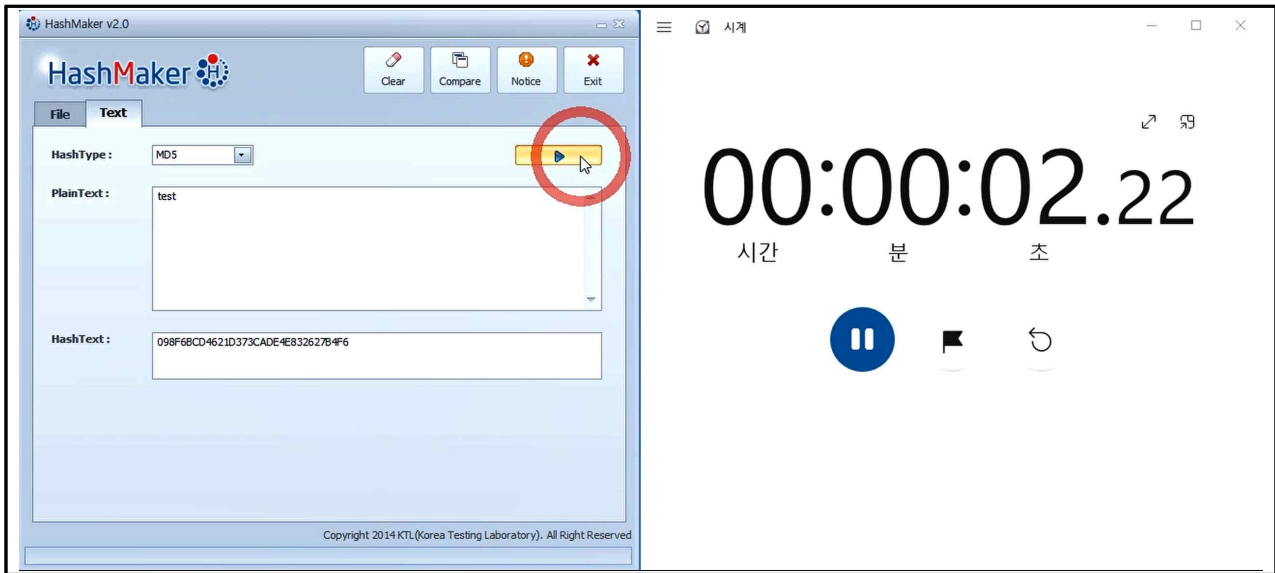 HashMaker v2.0
HashMaker
Clear
Compare
Notice
Exit
File
Text
HashType :
MD5
PlainText :
test
HashText :
098F6BCD4621D373CADE4E832627B4F6
Copyright 2014 KTL(Korea Testing Laboratory). All Right Reserved
시계
00:00:02.22
시간
분
초